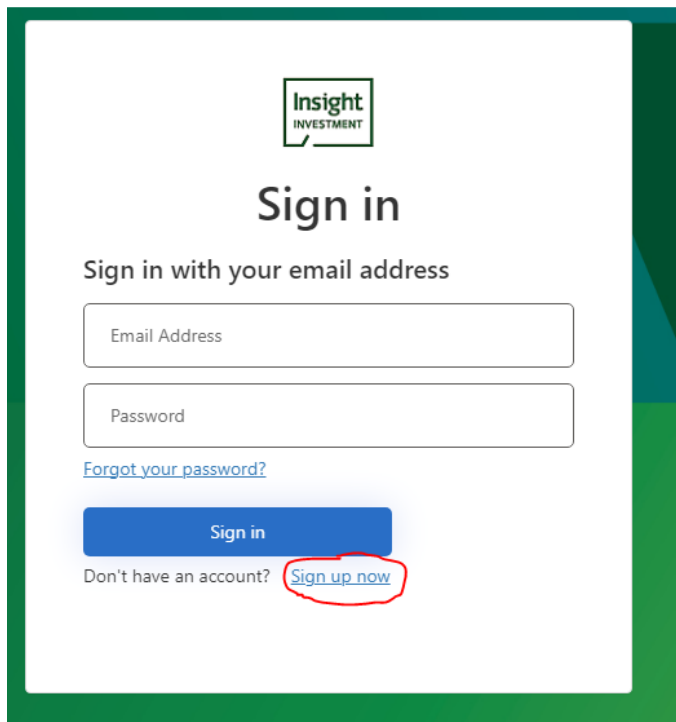 Insight
INVESTMENT
Sign in
Sign in with your email address
Email Address
Password
Forgot your password?
Sign in
Don't have an account? Sign up now